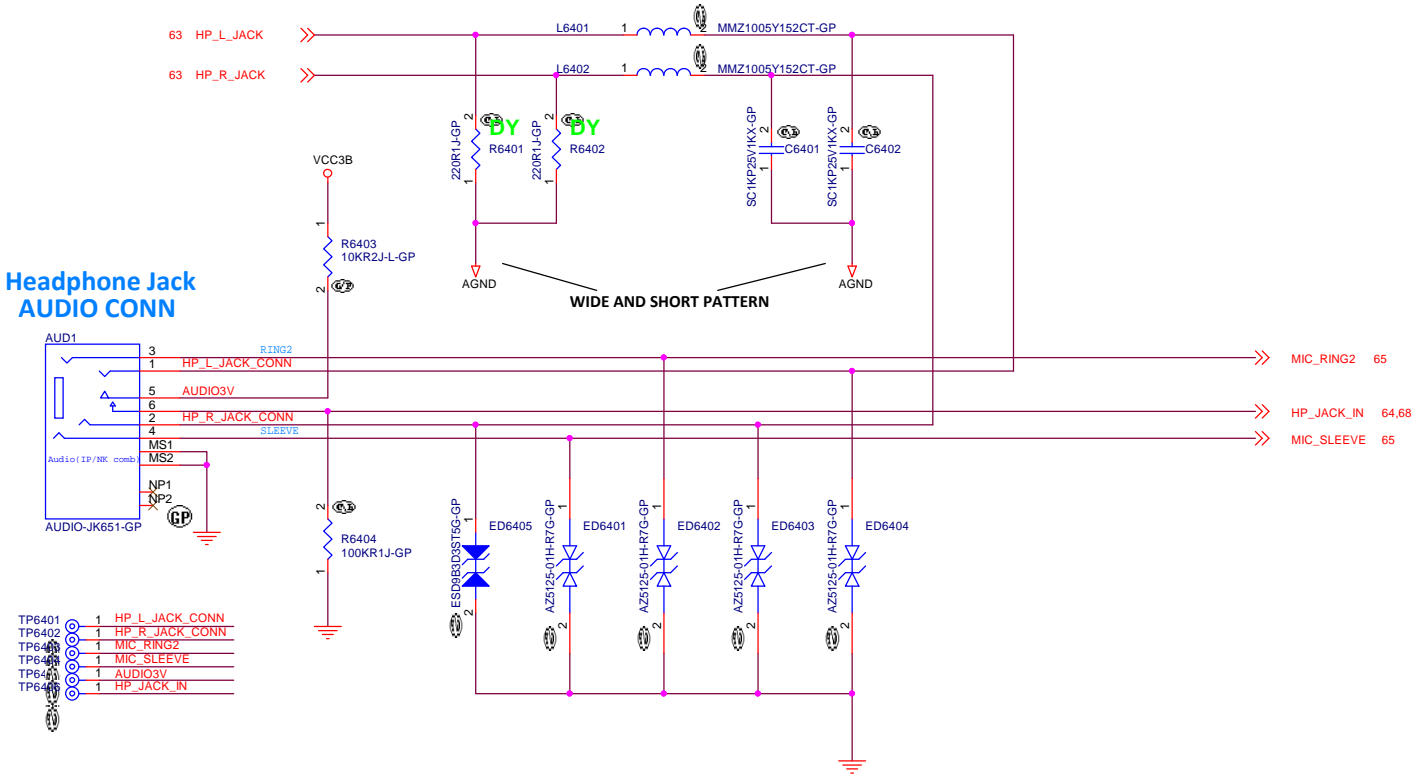 63 HP_L_JACK
L6401 1 2 MMZ1005Y152CT-GP
63 HP_R_JACK
L6402 1 2 MMZ1005Y152CT-GP
220R1J-GP 2 1 DY R6401
220R1J-GP 2 1 DY R6402
SC1KP25V1KX-GP 2 1 C6401
SC1KP25V1KX-GP 2 1 C6402
VCC3B
1
R6403
10KR2J-L-GP
2
AGND
AGND
WIDE AND SHORT PATTERN
Headphone Jack
AUDIO CONN
AUD1
3 RING2
1 HP_L_JACK_CONN
5 AUDIO3V
6
2 HP_R_JACK_CONN
4 SLEEVE
MS1
MS2
Audio(IP/NK comb)
NP1
NP2
GP
AUDIO-JK651-GP
MIC_RING2 65
HP_JACK_IN 64,68
MIC_SLEEVE 65
2
R6404
100KR1J-GP
1
ESD9B3D3ST5G-GP 1 2 ED6405
AZ5125-01H-R7G-GP 1 2 ED6401
AZ5125-01H-R7G-GP 1 2 ED6402
AZ5125-01H-R7G-GP 1 2 ED6403
AZ5125-01H-R7G-GP 1 2 ED6404
TP6401 1 HP_L_JACK_CONN
TP6402 1 HP_R_JACK_CONN
1 MIC_RING2
1 MIC_SLEEVE
1 AUDIO3V
1 HP_JACK_IN